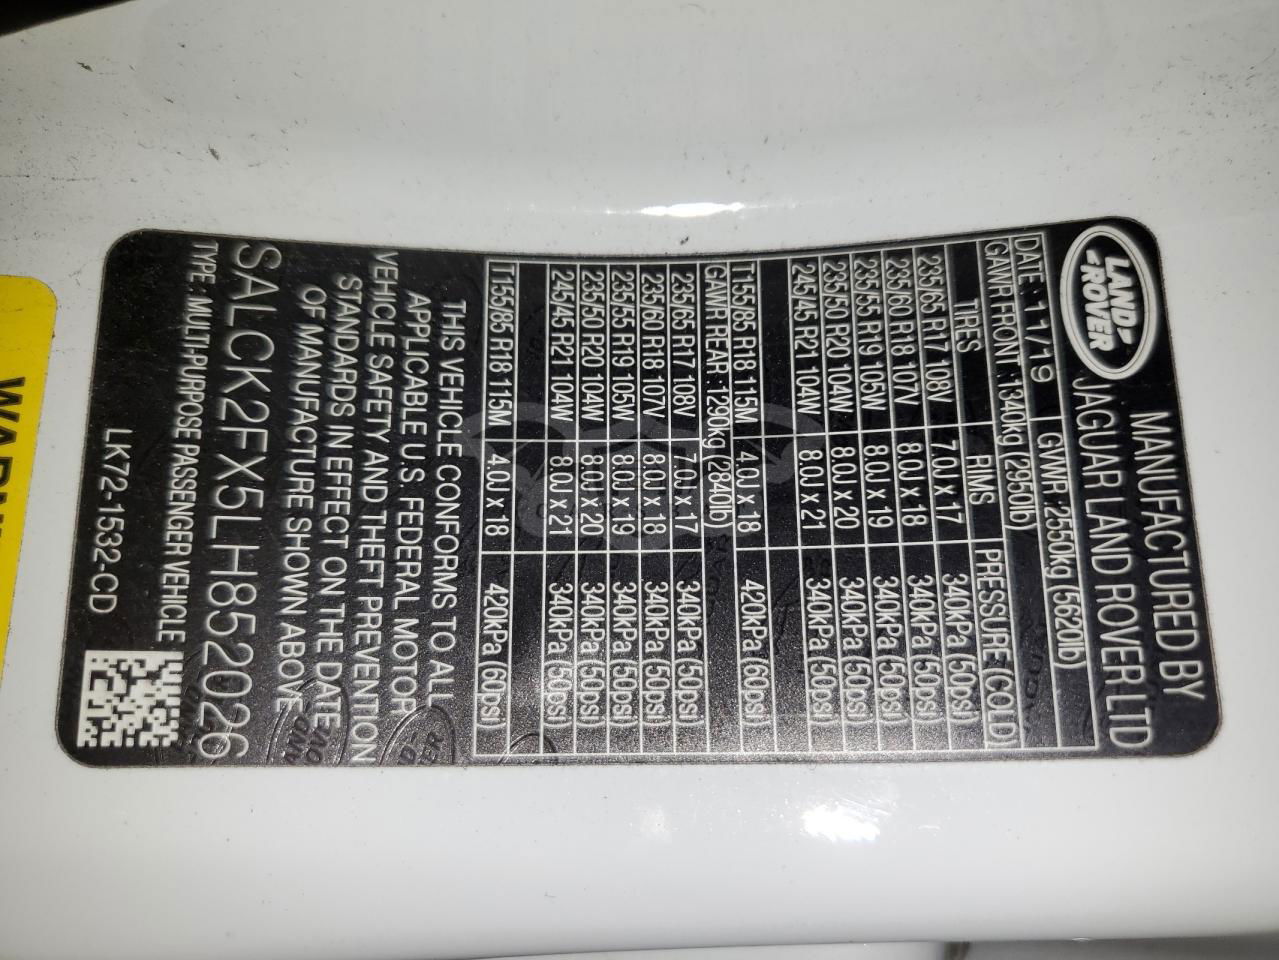 LAND-
-ROVER
MANUFACTURED BY
JAGUAR LAND ROVER LTD
DATE :11/19 GVWR :2550kg (5620lb)
GAWR FRONT :1340kg (2950lb)
TIRES RIMS PRESSURE(COLD)
235/65 R17 108V 7.0J x 17 340kPa (50psi)
235/60 R18 107V 8.0J x 18 340kPa (50psi)
235/55 R19 105W 8.0J x 19 340kPa (50psi)
235/50 R20 104W 8.0J x 20 340kPa (50psi)
245/45 R21 104W 8.0J x 21 340kPa (50psi)
T155/85 R18 115M 4.0J x 18 420kPa (60psi)
GAWR REAR :1290kg (2840lb)
235/65 R17 108V 7.0J x 17 340kPa (50psi)
235/60 R18 107V 8.0J x 18 340kPa (50psi)
235/55 R19 105W 8.0J x 19 340kPa (50psi)
235/50 R20 104W 8.0J x 20 340kPa (50psi)
245/45 R21 104W 8.0J x 21 340kPa (50psi)
T155/85 R18 115M 4.0J x 18 420kPa (60psi)
THIS VEHICLE CONFORMS TO ALL
APPLICABLE U.S. FEDERAL MOTOR
VEHICLE SAFETY AND THEFT PREVENTION
STANDARDS IN EFFECT ON THE DATE
OF MANUFACTURE SHOWN ABOVE
SALCK2FX5LH852026
TYPE: MULTI-PURPOSE PASSENGER VEHICLE
LK72-1532-CD